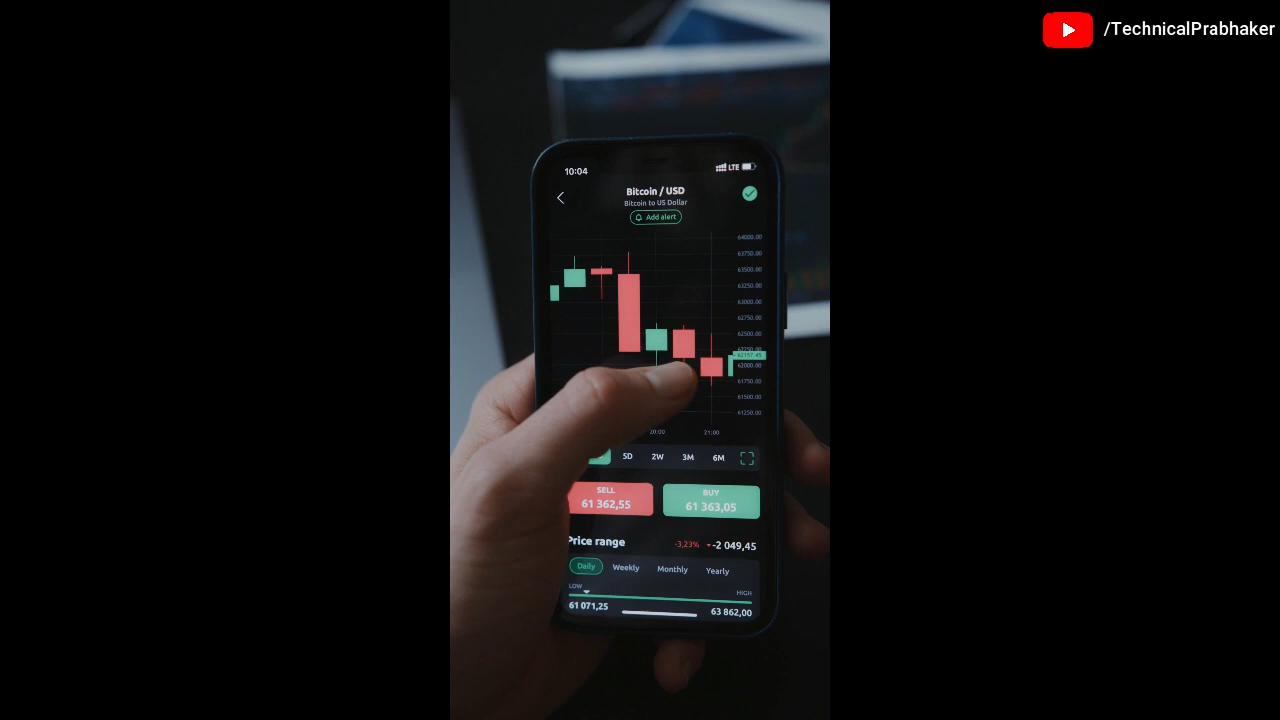 /TechnicalPrabhaker
10:04
LTE
Bitcoin / USD
Bitcoin to US Dollar
Add alert
64000.00
63750.00
63500.00
63250.00
63000.00
62750.00
62500.00
62250.00
62157.45
62000.00
61750.00
61500.00
61250.00
20:00 21:00
5D 2W 3M 6M
SELL BUY
61 362,55 61 363,05
Price range -3,23% -2 049,45
Daily Weekly Monthly Yearly
LOW HIGH
61 071,25 63 862,00